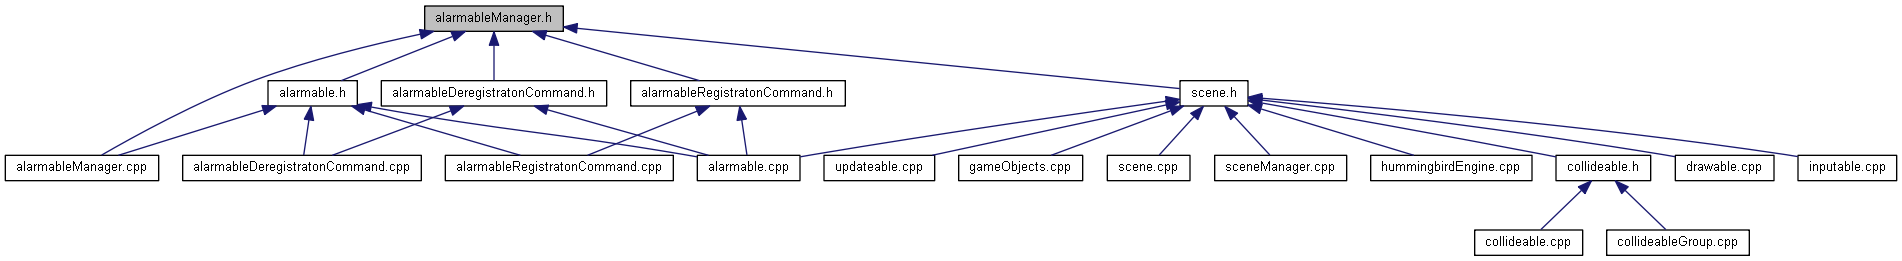 alarmableManager.h
alarmable.h
alarmableDeregistratonCommand.h
alarmableRegistratonCommand.h
scene.h
alarmableManager.cpp
alarmableDeregistratonCommand.cpp
alarmableRegistratonCommand.cpp
alarmable.cpp
updateable.cpp
gameObjects.cpp
scene.cpp
sceneManager.cpp
hummingbirdEngine.cpp
collideable.h
drawable.cpp
inputable.cpp
collideable.cpp
collideableGroup.cpp